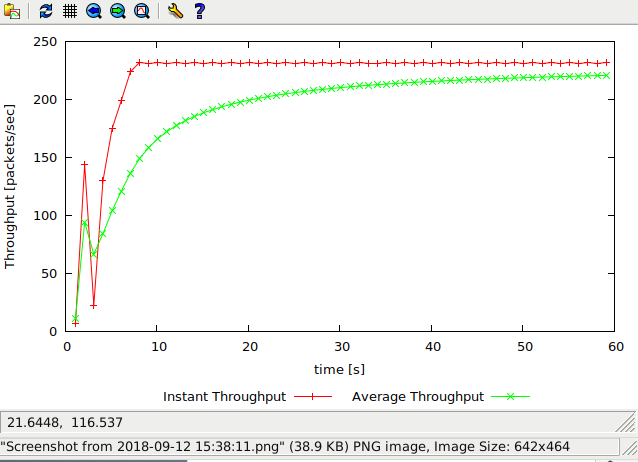 250
200
150
100
50
0
Throughput [packets/sec]
0 10 20 30 40 50 60
time [s]
Instant Throughput Average Throughput
21.6448, 116.537
"Screenshot from 2018-09-12 15:38:11.png" (38.9 KB) PNG image, Image Size: 642x464